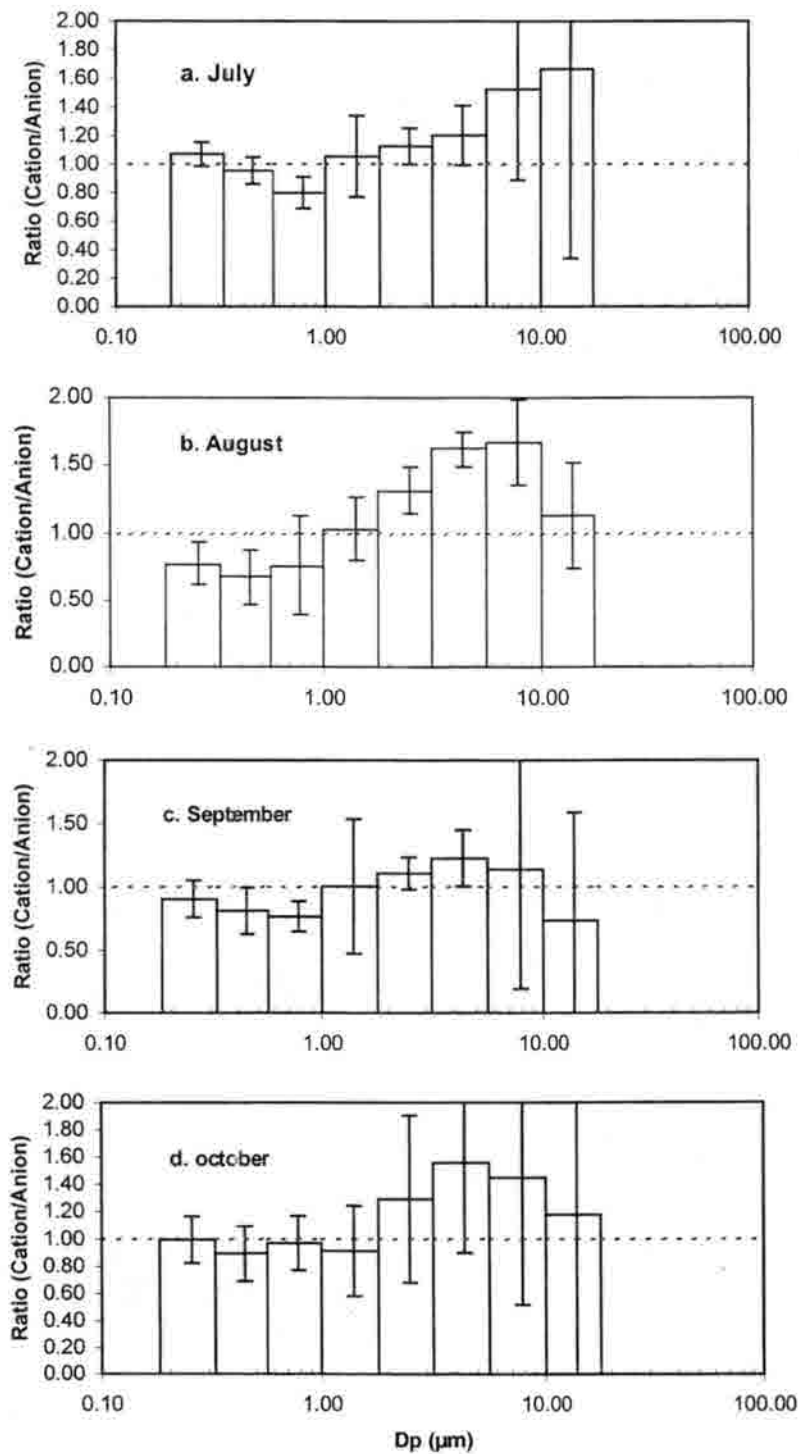 2.00
1.80
1.60
1.40
1.20
1.00
0.80
0.60
0.40
0.20
0.00
Ratio (Cation/Anion)
a. July
0.10 1.00 10.00 100.00
2.00
1.50
1.00
0.50
0.00
Ratio (Cation/Anion)
b. August
0.10 1.00 10.00 100.00
2.00
1.50
1.00
0.50
0.00
Ratio (Cation/Anion)
c. September
0.10 1.00 10.00 100.00
2.00
1.80
1.60
1.40
1.20
1.00
0.80
0.60
0.40
0.20
0.00
Ratio (Cation/Anion)
d. october
0.10 1.00 10.00 100.00
Dp (µm)